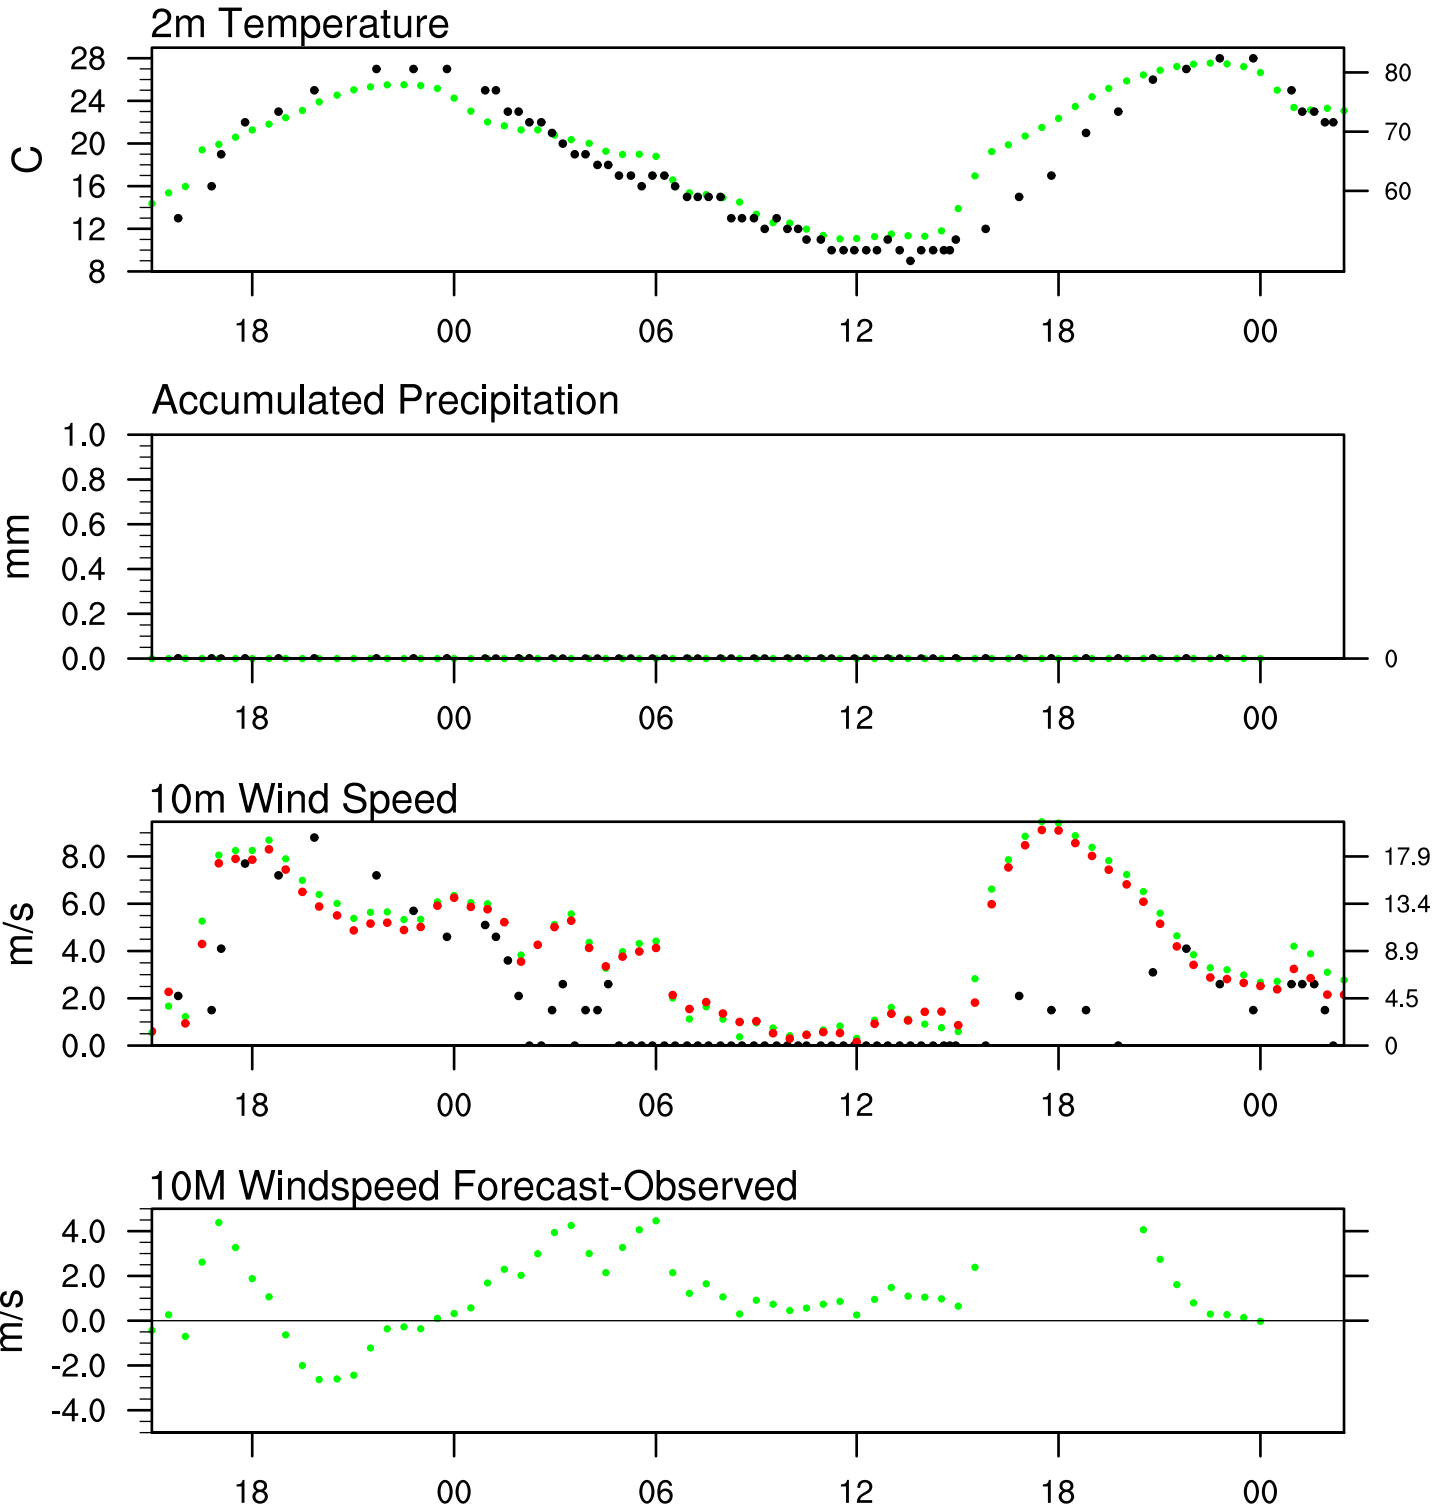 2m Temperature
28
24
20
16
12
8
C
80
70
60
18 00 06 12 18 00
Accumulated Precipitation
1.0
0.8
0.6
0.4
0.2
0.0
mm
0
18 00 06 12 18 00
10m Wind Speed
8.0
6.0
4.0
2.0
0.0
m/s
17.9
13.4
8.9
4.5
0
18 00 06 12 18 00
10M Windspeed Forecast-Observed
4.0
2.0
0.0
-2.0
-4.0
m/s
18 00 06 12 18 00